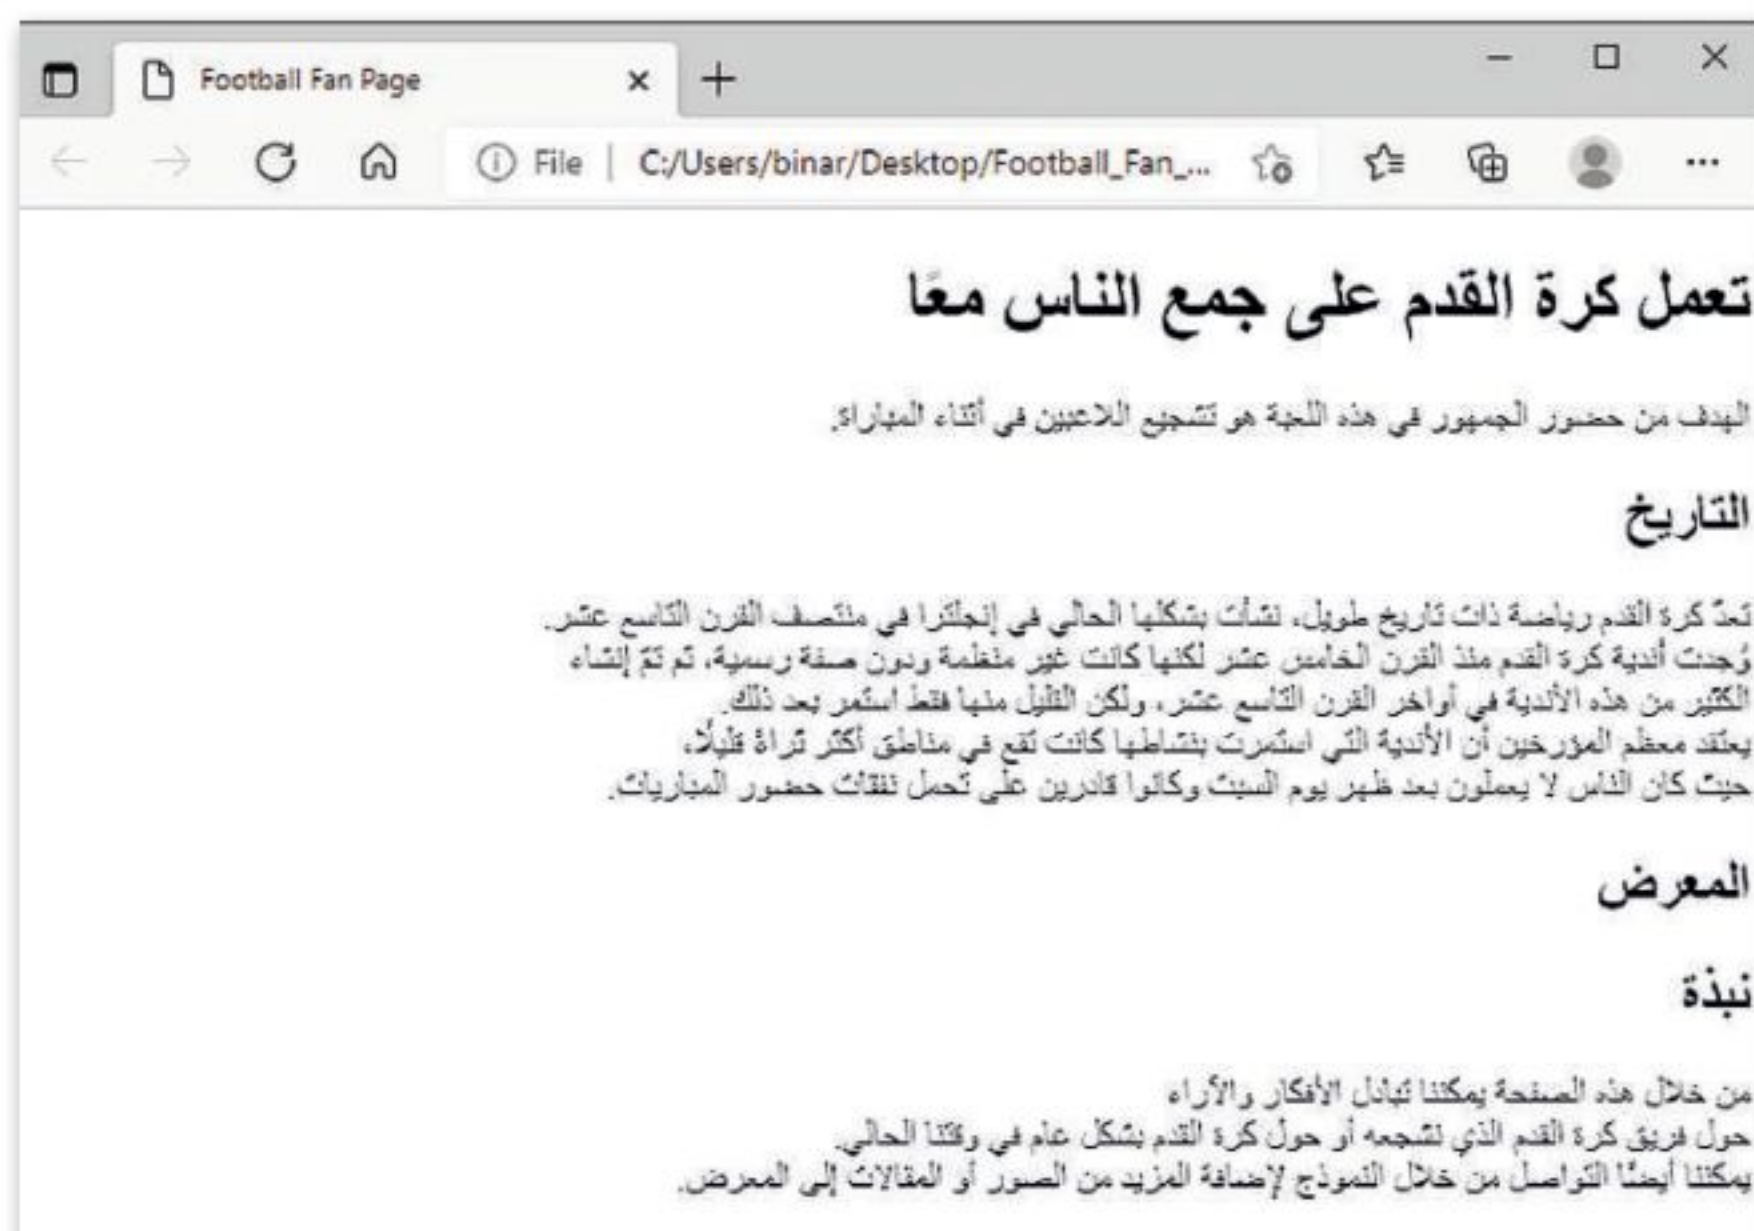 Football Fan Page
File | C:/Users/binar/Desktop/Football_Fan_...
تعمل كرة القدم على جمع الناس معًا
الهدف من حضور الجمهور في هذه اللعبة هو تشجيع اللاعبين في أثناء المباراة.
التاريخ
تعدّ كرة القدم رياضة ذات تاريخ طويل، نشأت بشكلها الحالي في إنجلترا في منتصف القرن التاسع عشر.
وُجدت أندية كرة القدم منذ القرن الخامس عشر لكنها كانت غير منظمة ودون صفة رسمية، ثم تمّ إنشاء
الكثير من هذه الأندية في أواخر القرن التاسع عشر، ولكن القليل منها فقط استمر بعد ذلك.
يعتقد معظم المؤرخين أن الأندية التي استمرت بنشاطها كانت تقع في مناطق أكثر ثراءً قليلًا،
حيث كان الناس لا يعملون بعد ظهر يوم السبت وكانوا قادرين على تحمل نفقات حضور المباريات.
المعرض
نبذة
من خلال هذه الصفحة يمكننا تبادل الأفكار والأراء
حول فريق كرة القدم الذي نشجعه أو حول كرة القدم بشكل عام في وقتنا الحالي.
يمكننا أيضًا التواصل من خلال النموذج لإضافة المزيد من الصور أو المقالات إلى المعرض.